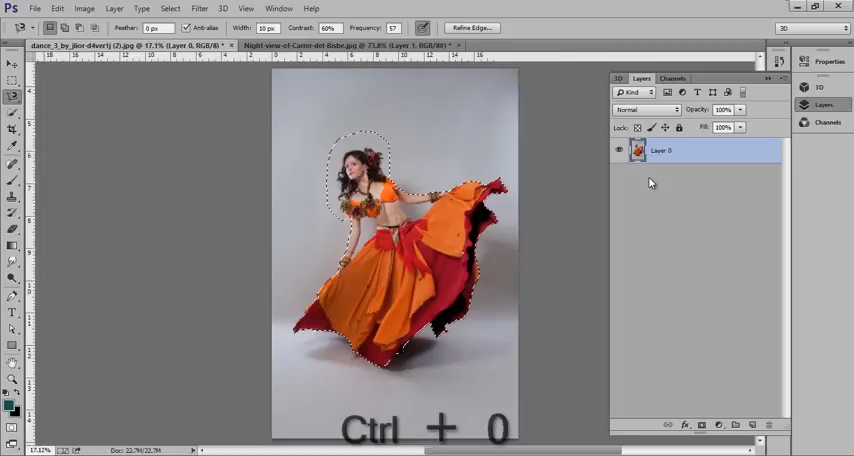 Ps File Edit Image Layer Type Select Filter 3D View Window Help
Feather: 0 px Anti-alias Width: 10 px Contrast: 60% Frequency: 57 Refine Edge... 3D
dance_3_by_jlior-d4ver1j (2).jpg @ 17.1% (Layer 0, RGB/8) * × Night-view-of-Carrer-del-Bisbe.jpg @ 73.8% (Layer 1, RGB/8#) * ×
3D Layers Channels
Kind
Normal Opacity: 100%
Lock: Fill: 100%
Layer 0
Properties
3D
Layers
Channels
Ctrl + 0
17.12% Doc: 22.7M/22.7M